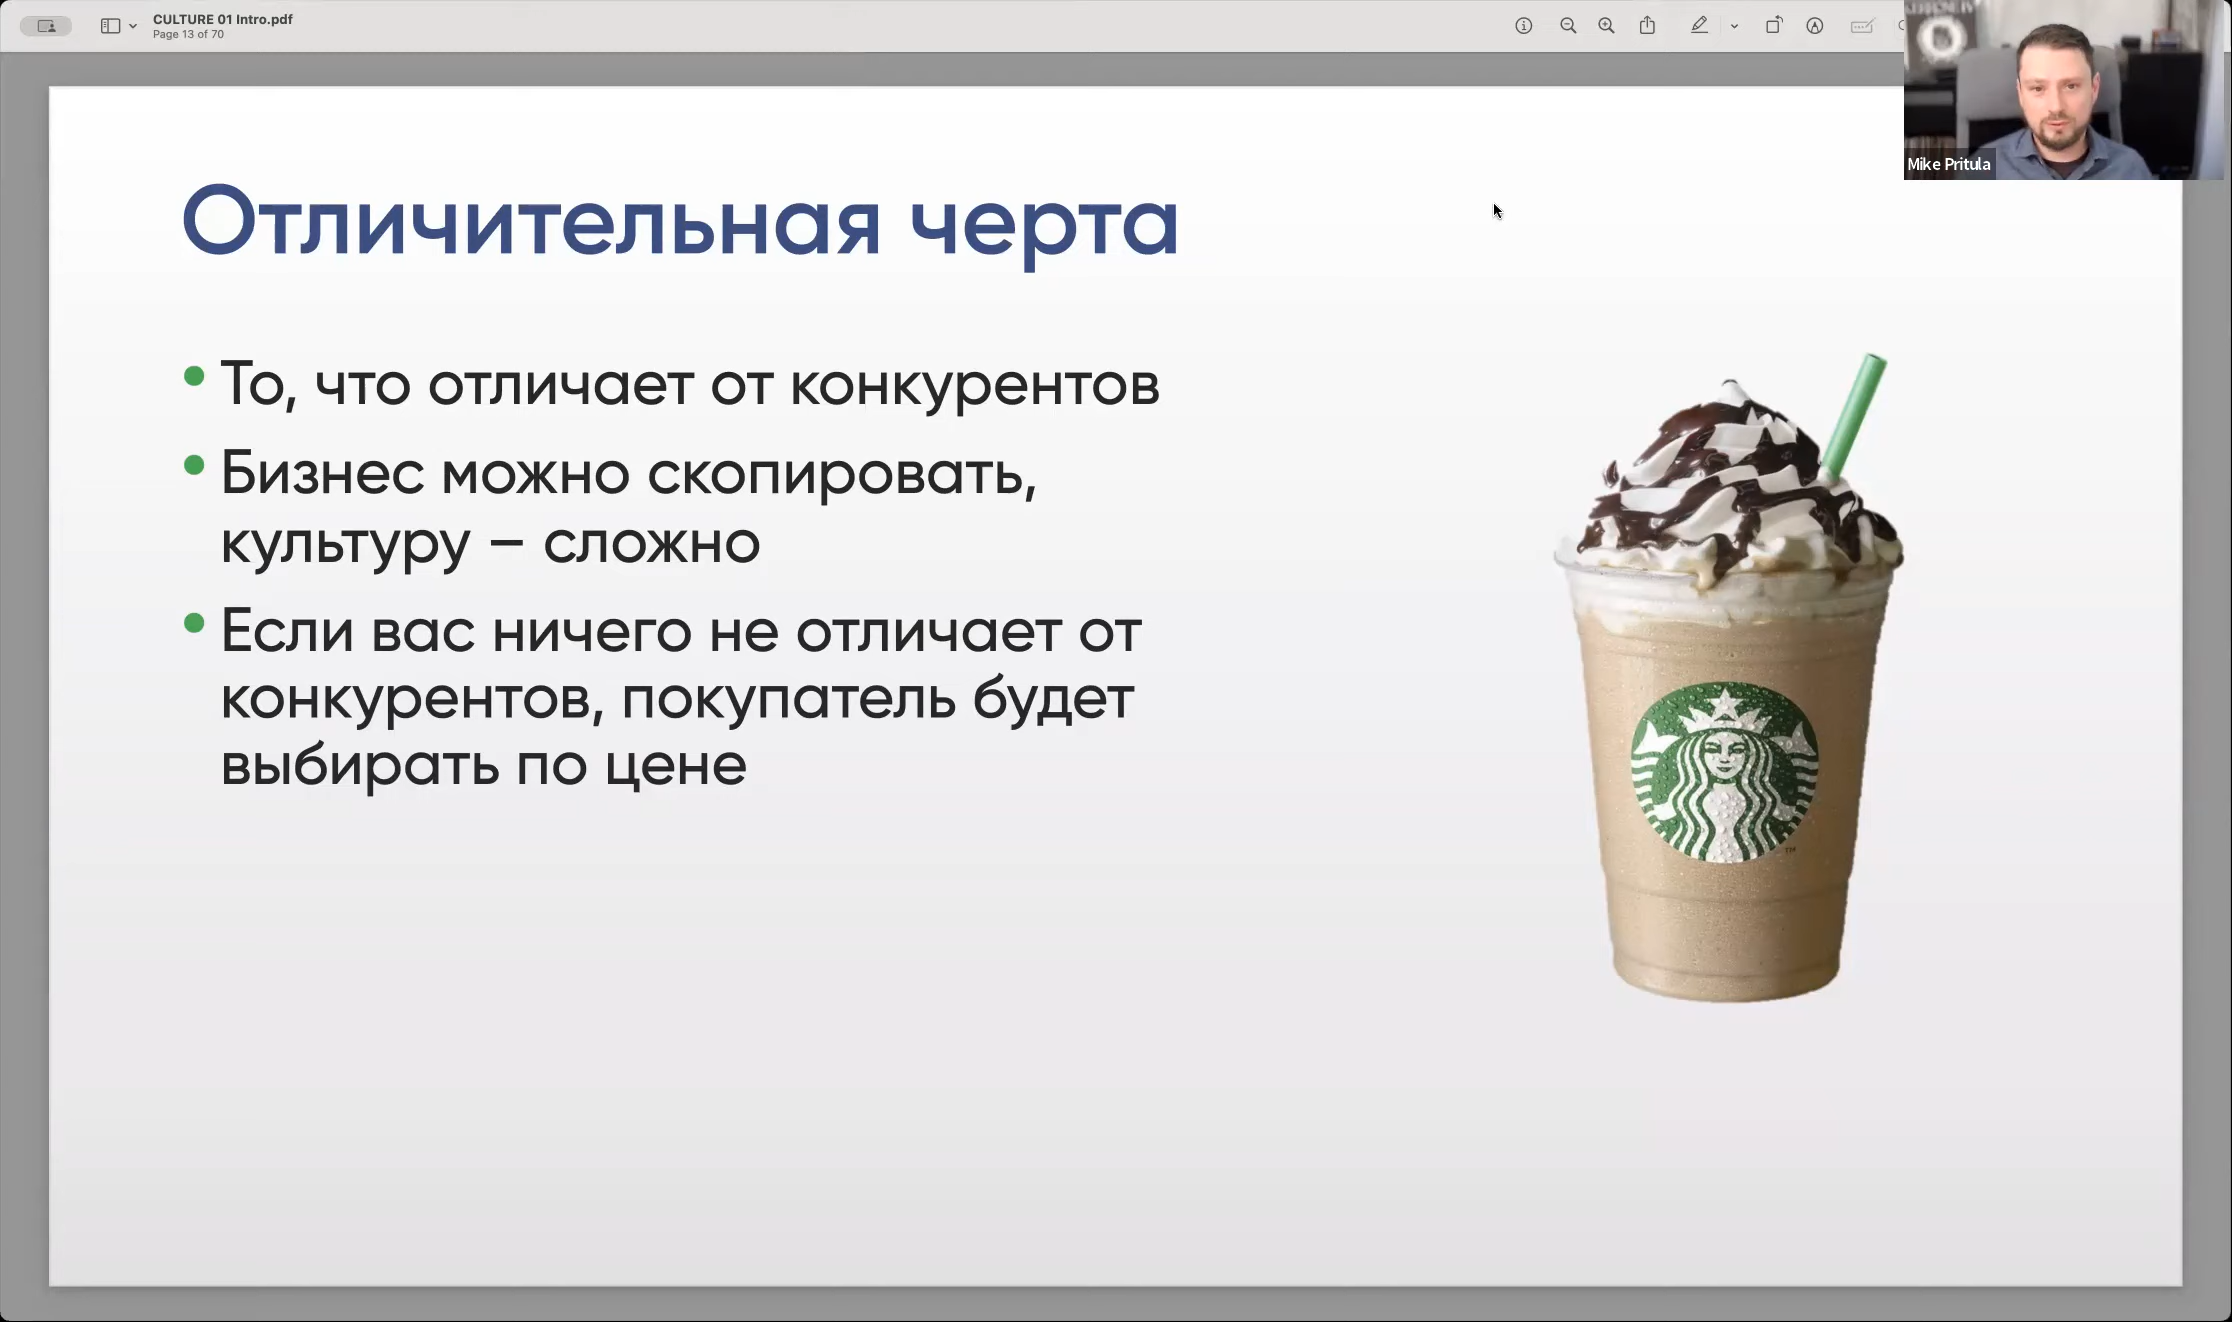 CULTURE 01 Intro.pdf
Page 13 of 70
Mike Pritula
Отличительная черта
• То, что отличает от конкурентов
• Бизнес можно скопировать,
культуру – сложно
• Если вас ничего не отличает от
конкурентов, покупатель будет
выбирать по цене
TM